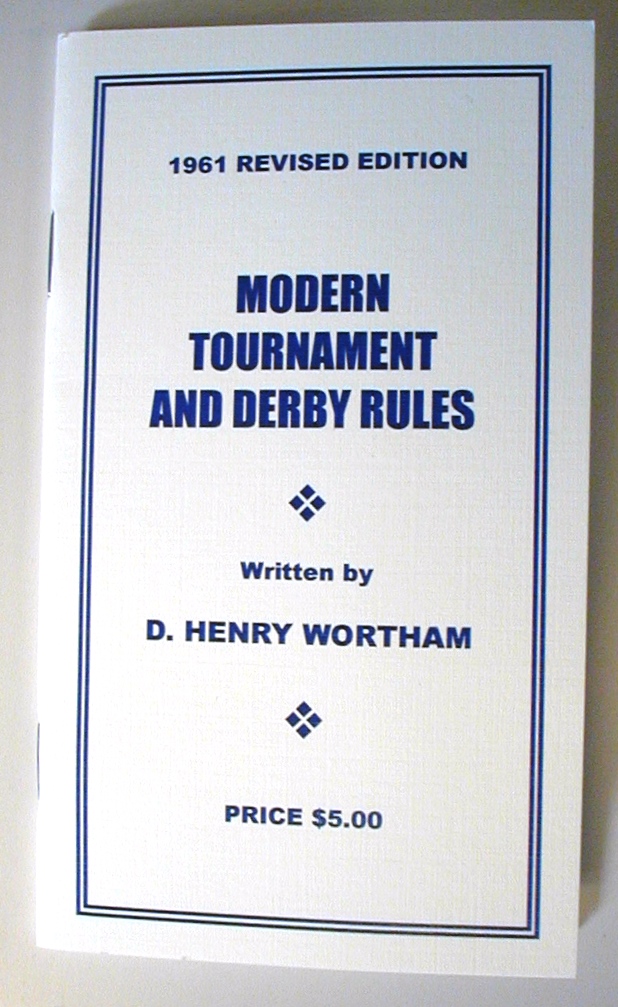 1961 REVISED EDITION
MODERN
TOURNAMENT
AND DERBY RULES
Written by
D. HENRY WORTHAM
PRICE $5.00